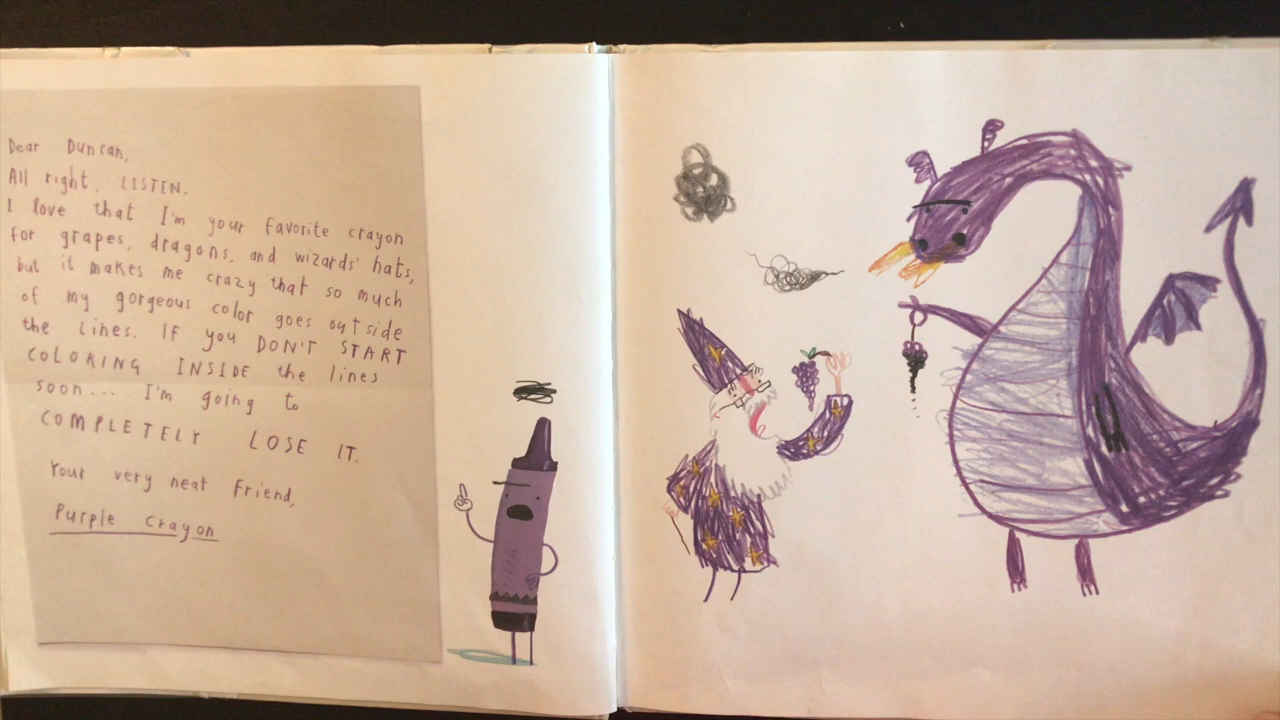 Dear Duncan,
All right, LISTEN.
I love that I'm your favorite crayon
for grapes, dragons, and wizards' hats,
but it makes me crazy that so much
of my gorgeous color goes outside
the lines. IF you DON'T START
COLORING INSIDE the lines
soon... I'm going to
COMPLETELY LOSE IT.
Your very neat friend,
Purple Crayon